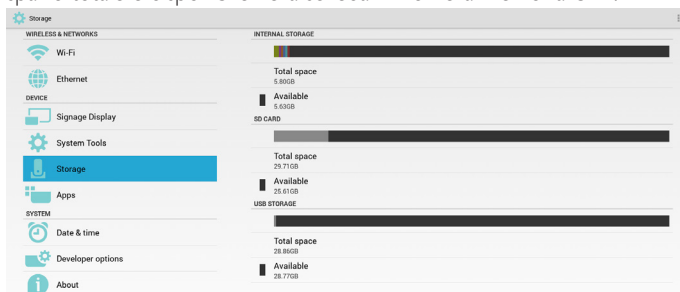 Storage
WIRELESS & NETWORKS
Wi-Fi
Ethernet
DEVICE
Signage Display
System Tools
Storage
Apps
SYSTEM
Date & time
Developer options
About
INTERNAL STORAGE
Total space
5.80GB
Available
5.63GB
SD CARD
Total space
29.71GB
Available
25.61GB
USB STORAGE
Total space
28.86GB
Available
28.77GB